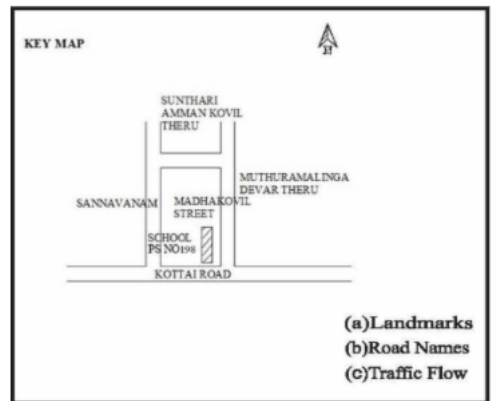 KEY MAP
N
SUNTHARI
AMMAN KOVIL
THERU
MUTHURAMALINGA
DEVAR THERU
SANNAVANAM
MADHAKOVIL
STREET
SCHOOL
PS NO198
KOTTAI ROAD
(a)Landmarks
(b)Road Names
(c)Traffic Flow